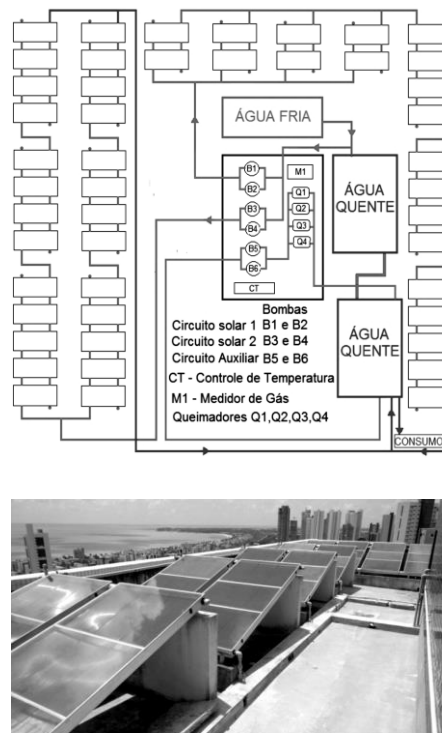 ÁGUA FRIA
B1
B2
M1
Q1
Q2
Q3
Q4
B3
B4
B5
B6
CT
ÁGUA
QUENTE
ÁGUA
QUENTE
Bombas
Circuito solar 1 B1 e B2
Circuito solar 2 B3 e B4
Circuito Auxiliar B5 e B6
CT - Controle de Temperatura
M1 - Medidor de Gás
Queimadores Q1,Q2,Q3,Q4
CONSUMO